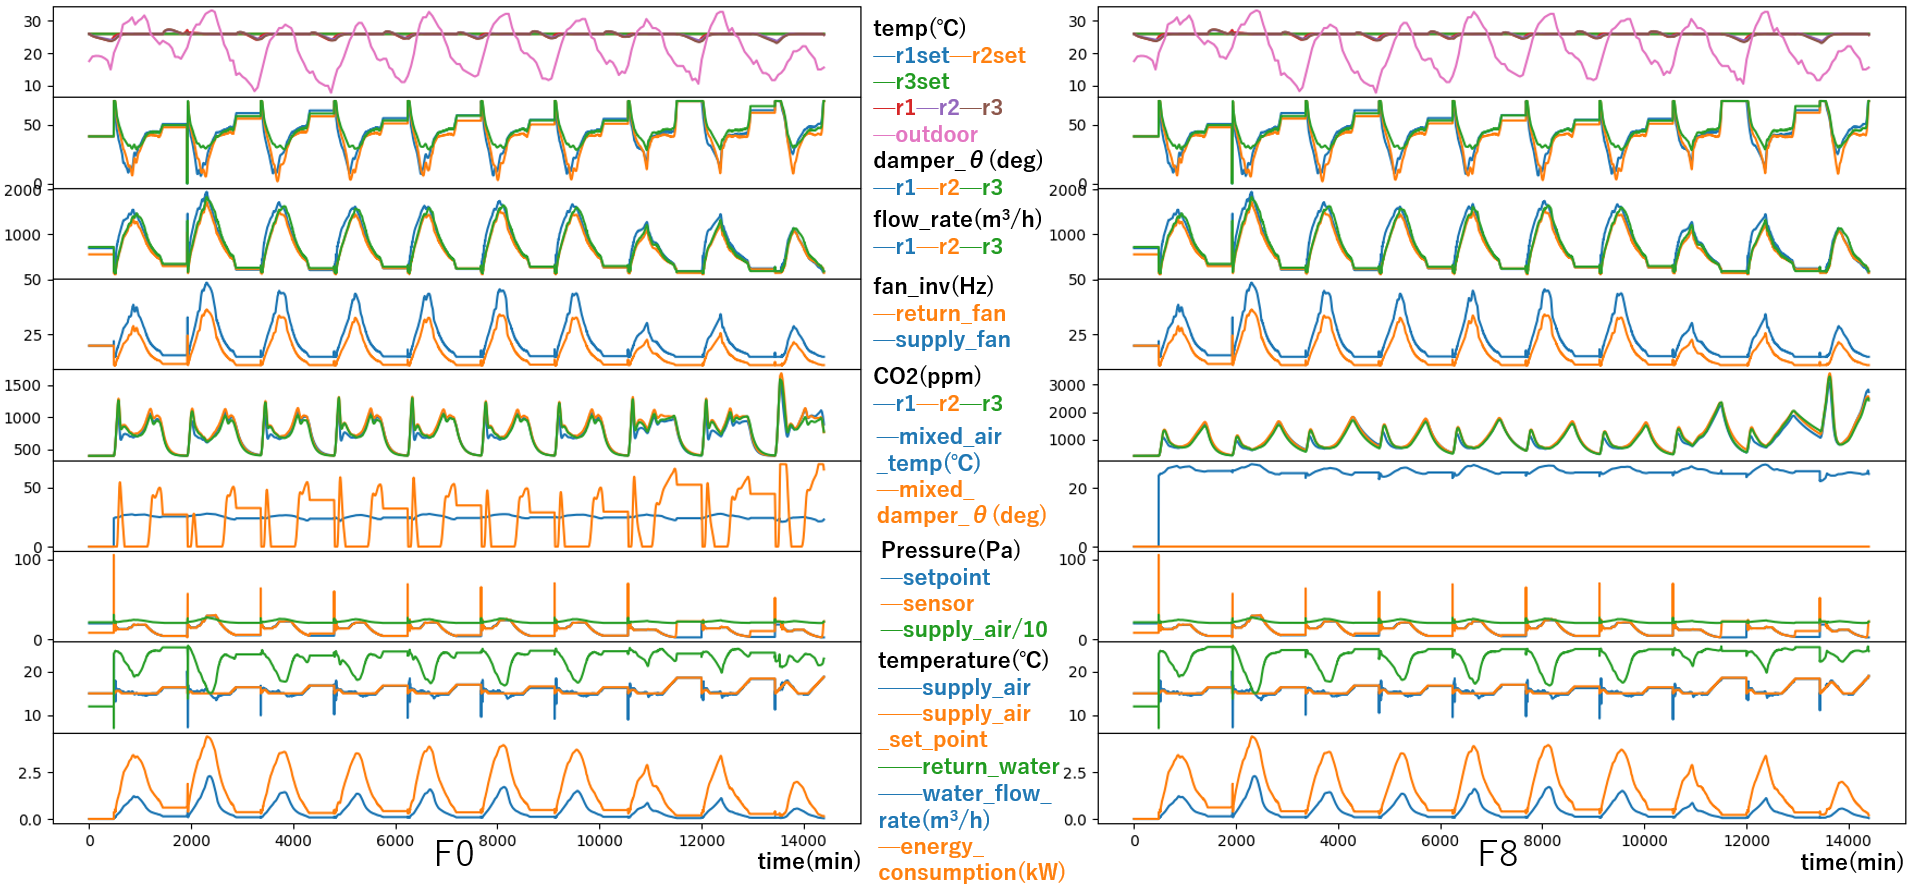 30
20
10
50
0
2000
1000
50
25
1500
1000
500
50
0
100
0
20
10
2.5
0.0
0
2000
4000
6000
8000
10000
12000
14000
F0
time(min)
temp(℃)
r1set r2set
r3set
r1 r2 r3
outdoor
damper_θ(deg)
r1 r2 r3
flow_rate(m³/h)
r1 r2 r3
fan_inv(Hz)
return_fan
supply_fan
CO2(ppm)
r1 r2 r3
mixed_air
_temp(℃)
mixed_
damper_θ(deg)
Pressure(Pa)
setpoint
sensor
supply_air/10
temperature(℃)
supply_air
supply_air
_set_point
return_water
water_flow_
rate(m³/h)
energy_
consumption(kW)
30
20
10
50
0
2000
1000
50
25
3000
2000
1000
20
0
100
0
20
10
2.5
0.0
0
2000
4000
6000
8000
10000
12000
14000
F8
time(min)